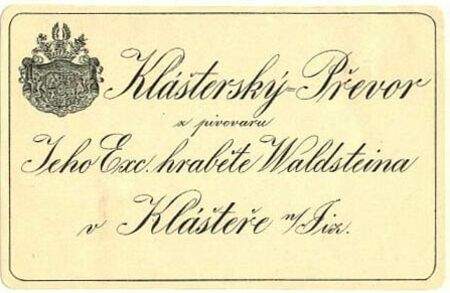 Klášterský-Převor
z pivovaru
Jeho Exc. hraběte Waldsteina
v Klášteře n/Jiz.